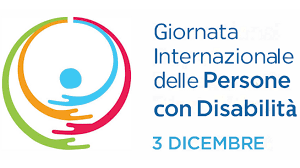 Giornata
Internazionale
delle Persone
con Disabilità
3 DICEMBRE